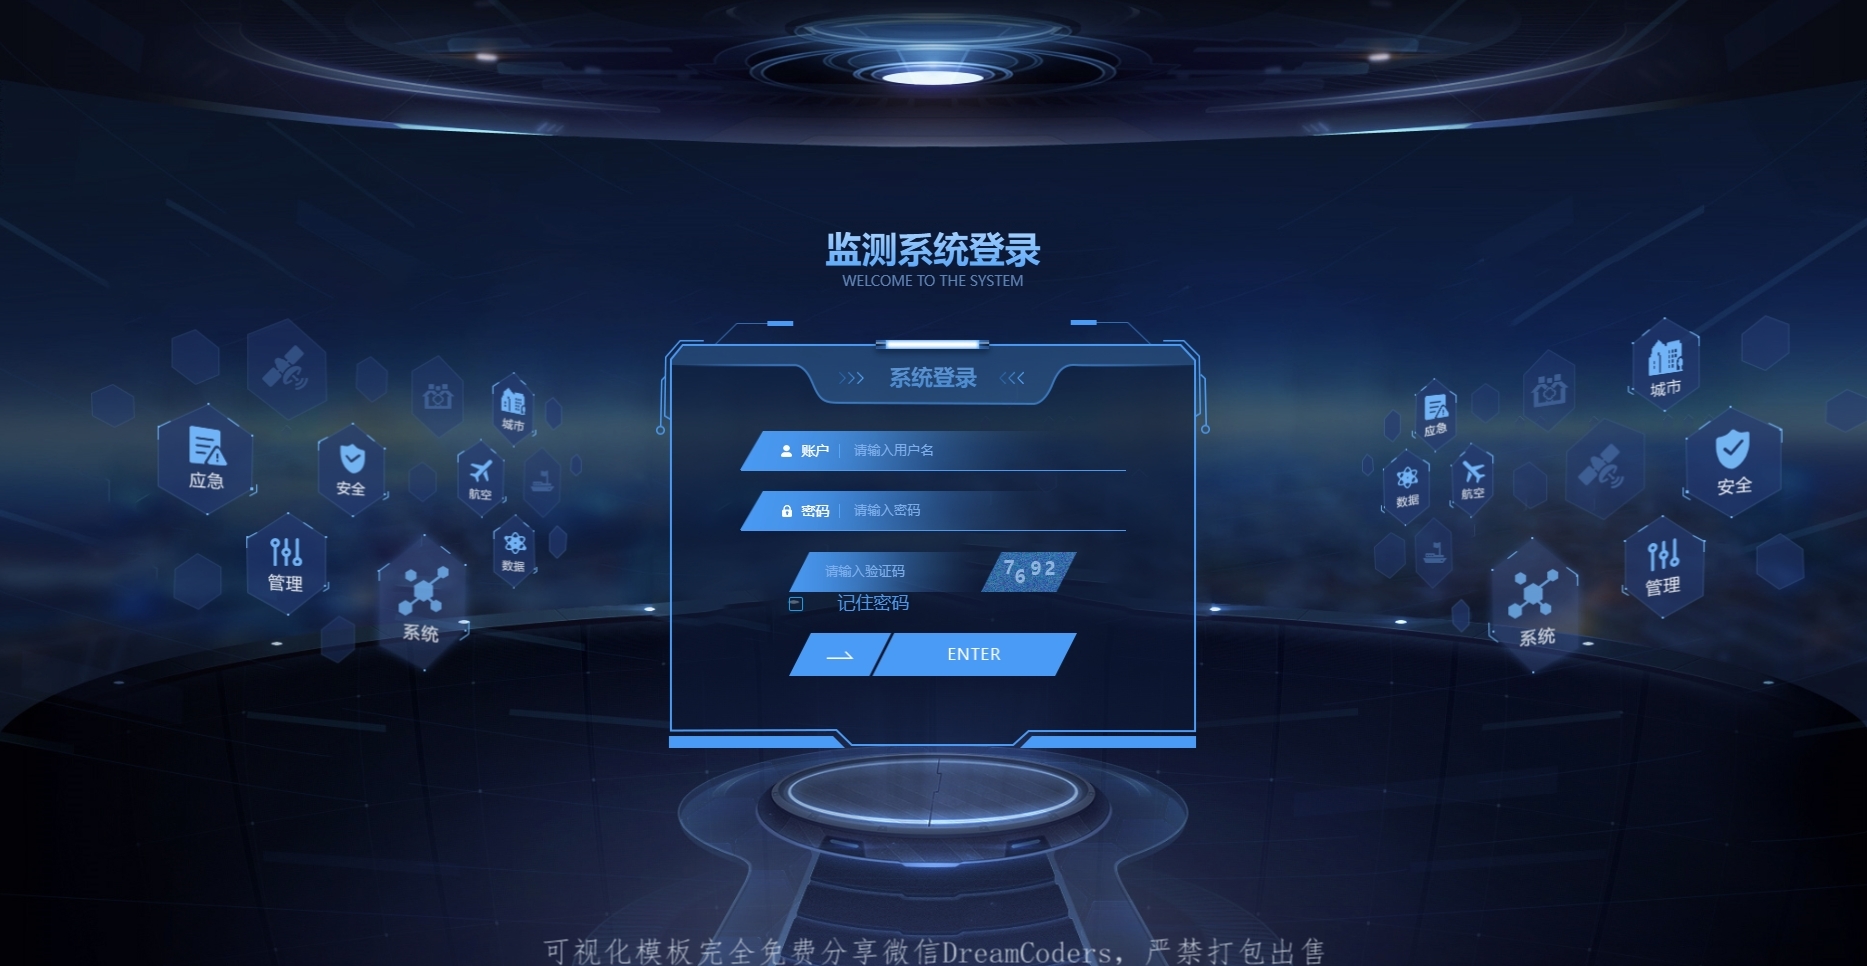 监测系统登录
WELCOME TO THE SYSTEM
系统登录
账户 请输入用户名
密码 请输入密码
请输入验证码 7692
记住密码
ENTER
应急
安全
管理
系统
城市
航空
数据
城市
应急
安全
数据
航空
管理
系统
可视化模板完全免费分享微信DreamCoders，严禁打包出售